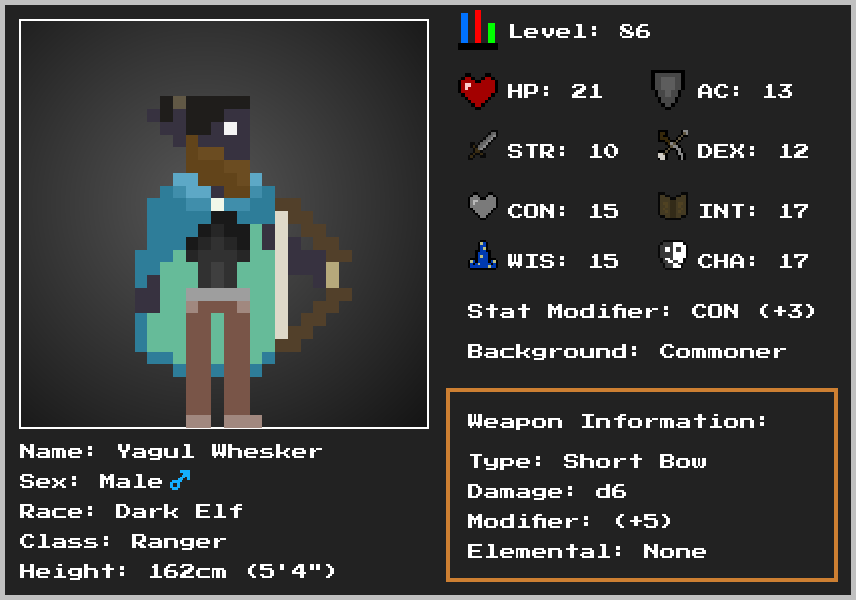 Level: 86
HP: 21
AC: 13
STR: 10
DEX: 12
CON: 15
INT: 17
WIS: 15
CHA: 17
Stat Modifier: CON (+3)
Background: Commoner
Weapon Information:
Type: Short Bow
Damage: d6
Modifier: (+5)
Elemental: None
Name: Yagul Whesker
Sex: Male♂
Race: Dark Elf
Class: Ranger
Height: 162cm (5'4")